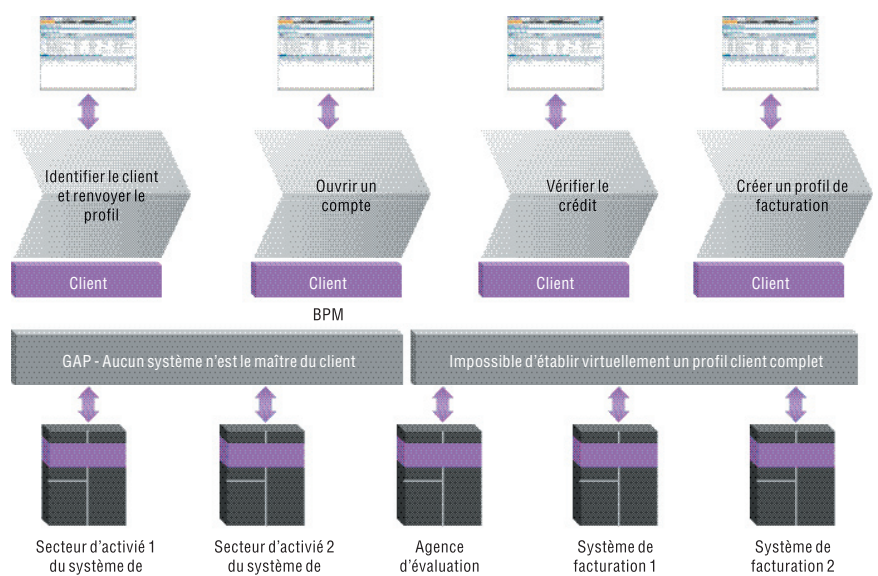 Identifier le client
et renvoyer le
profil
Ouvrir un
compte
Vérifier le
crédit
Créer un profil de
facturation
Client
Client
Client
Client
BPM
GAP - Aucun système n'est le maître du client
Impossible d'établir virtuellement un profil client complet
Secteur d'activié 1
du système de
Secteur d'activié 2
du système de
Agence
d'évaluation
Système de
facturation 1
Système de
facturation 2